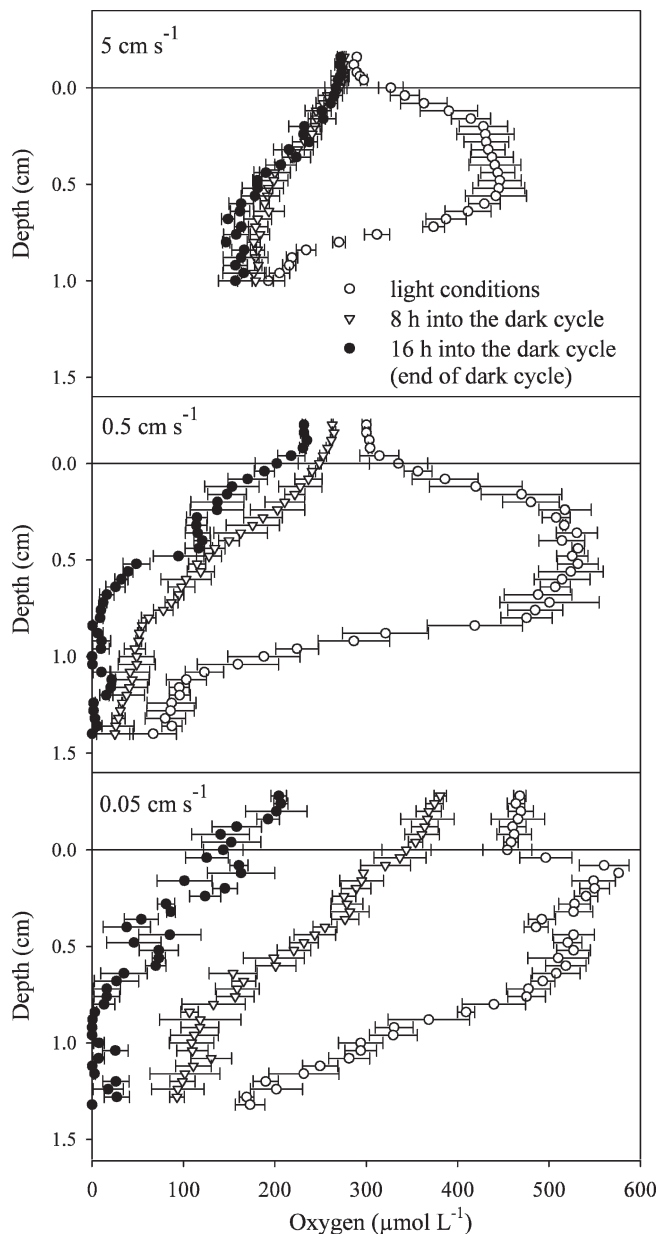 5 cm s⁻¹
Depth (cm)
0.0
0.5
1.0
1.5
light conditions
8 h into the dark cycle
16 h into the dark cycle
(end of dark cycle)
0.5 cm s⁻¹
Depth (cm)
0.0
0.5
1.0
1.5
0.05 cm s⁻¹
Depth (cm)
0.0
0.5
1.0
1.5
0 100 200 300 400 500 600
Oxygen (µmol L⁻¹)